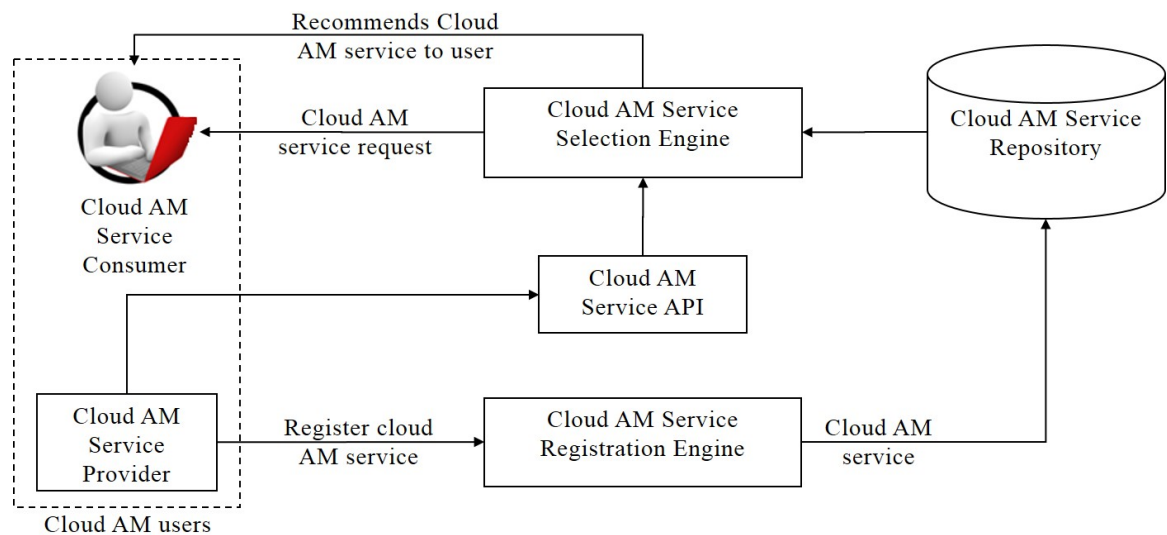 Recommends Cloud
AM service to user
Cloud AM
service request
Cloud AM Service
Selection Engine
Cloud AM Service
Repository
Cloud AM
Service
Consumer
Cloud AM
Service API
Cloud AM
Service
Provider
Register cloud
AM service
Cloud AM Service
Registration Engine
Cloud AM
service
Cloud AM users